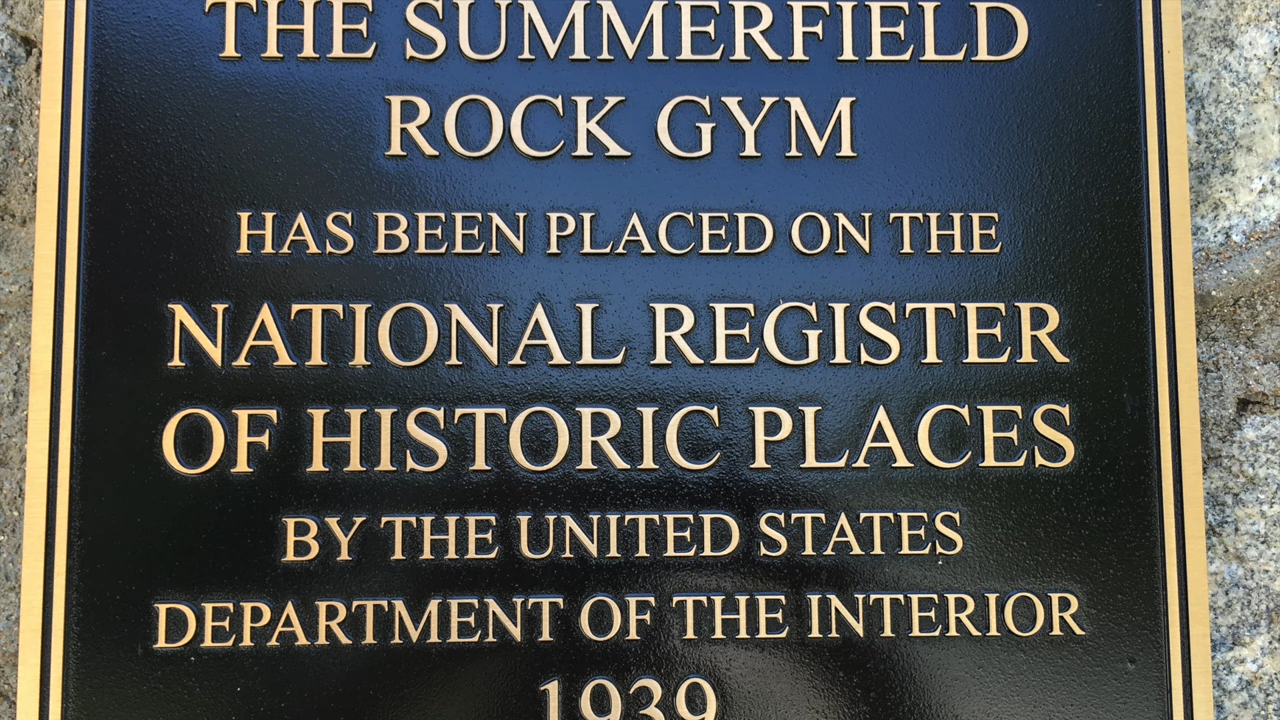 THE SUMMERFIELD
ROCK GYM
HAS BEEN PLACED ON THE
NATIONAL REGISTER
OF HISTORIC PLACES
BY THE UNITED STATES
DEPARTMENT OF THE INTERIOR
1939